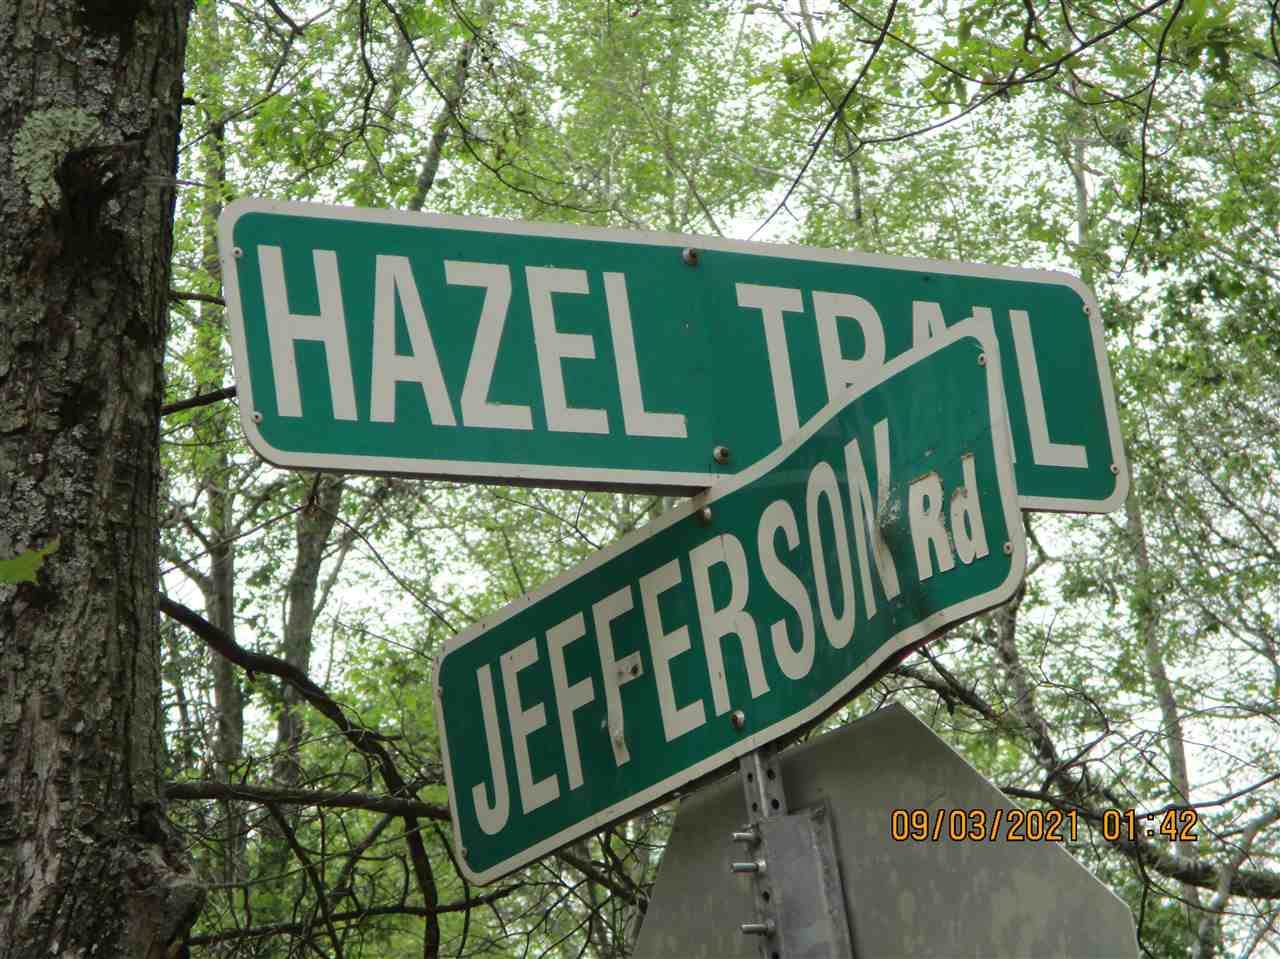 HAZEL TRAIL
JEFFERSON Rd
09/03/2021 01:42